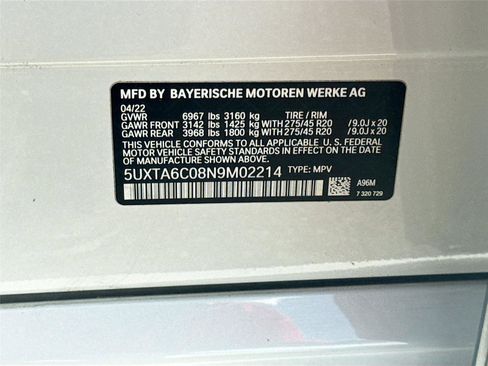 MFD BY BAYERISCHE MOTOREN WERKE AG
04/22
GVWR 6967 lbs 3160 kg TIRE / RIM
GAWR FRONT 3142 lbs 1425 KG WITH 275/45 R20 /9.0J x 20
GAWR REAR 3968 lbs 1800 kg WITH 275/45 R20 /9.0J x 20
THIS VEHICLE CONFORMS TO ALL APPLICABLE U. S. FEDERAL
MOTOR VEHICLE SAFETY STANDARDS IN EFFECT ON THE
DATE OF MANUFACTURE SHOWN ABOVE.
5UXTA6C08N9M02214 TYPE: MPV
A96M
7 320 729